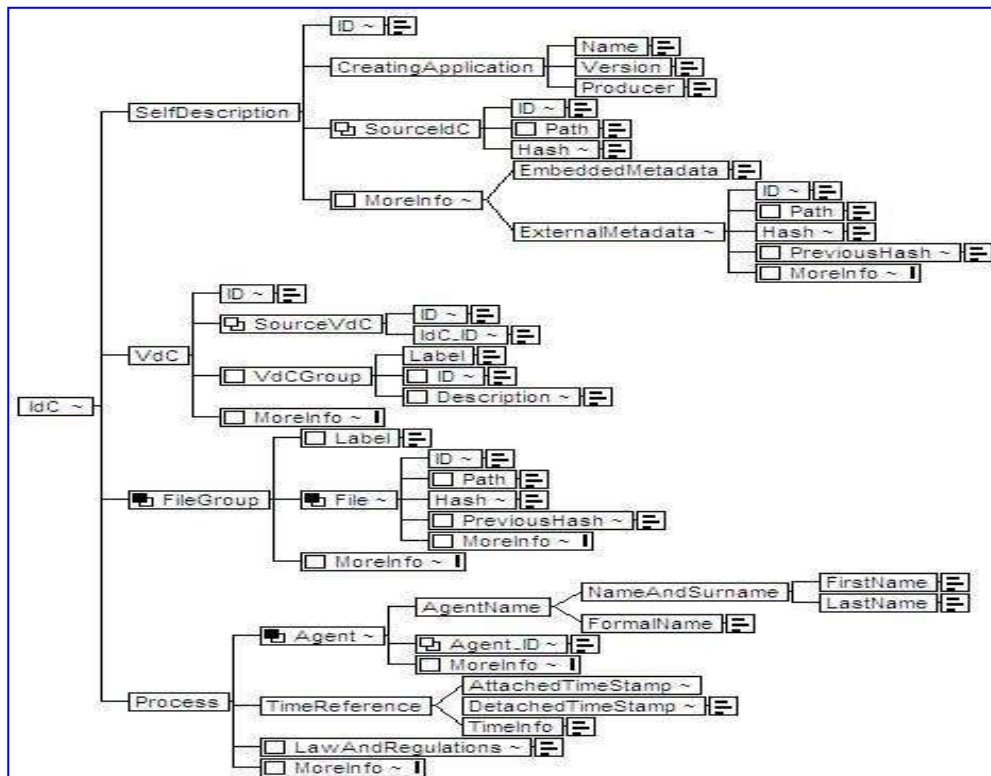 ID ~
CreatingApplication
Name
Version
Producer
SelfDescription
SourceIdC
ID ~
Path
Hash ~
MoreInfo ~
EmbeddedMetadata
ExternalMetadata ~
ID ~
Path
Hash ~
PreviousHash ~
MoreInfo ~
IdC ~
VdC
ID ~
SourceVdC
ID ~
IdC_ID ~
VdCGroup
Label
ID ~
Description ~
MoreInfo ~
FileGroup
Label
File ~
ID ~
Path
Hash ~
PreviousHash ~
MoreInfo ~
MoreInfo ~
Process
Agent ~
AgentName
NameAndSurname
FirstName
LastName
FormalName
Agent_ID ~
MoreInfo ~
TimeReference
AttachedTimeStamp ~
DetachedTimeStamp ~
TimeInfo
LawAndRegulations ~
MoreInfo ~